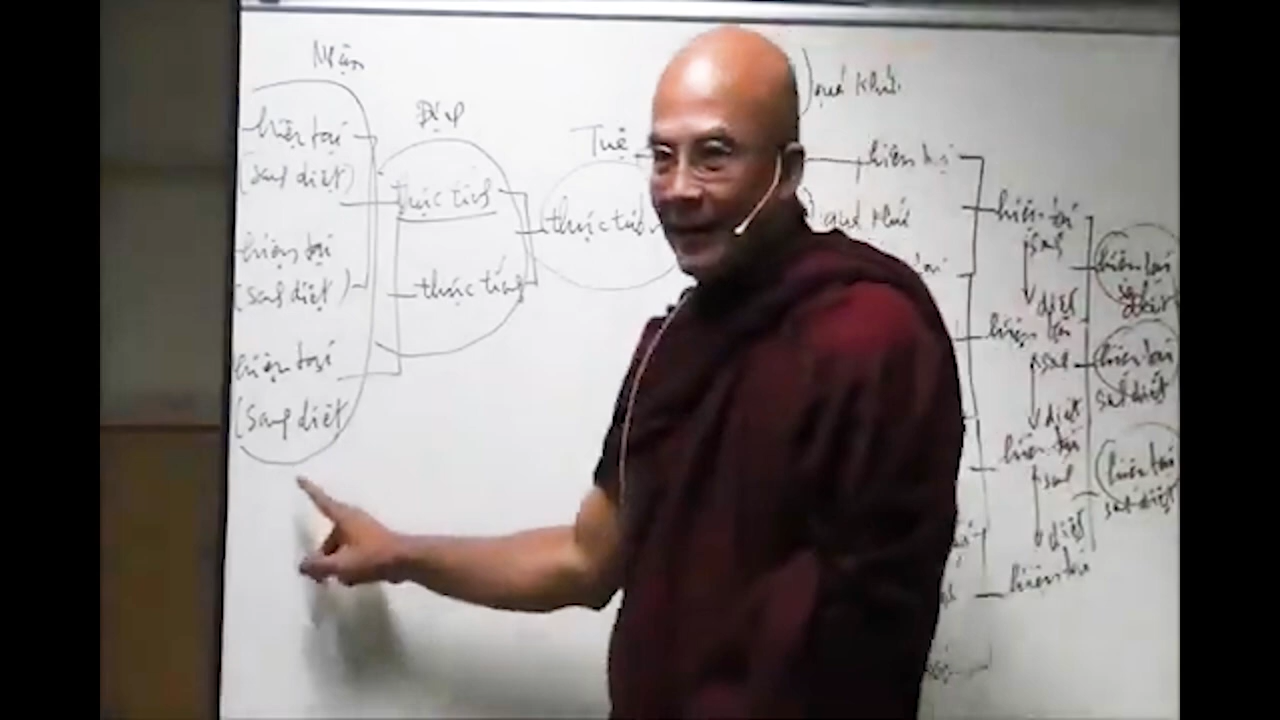 Niệm
hiện tại
(sanh diệt)
hiện tại
(sanh diệt)
hiện tại
(sanh diệt
Định
thực tính
thực tính
Tuệ
thực tính
quá khứ
hiện tại
quá khứ
hiện tại
sanh
diệt
hiện tại
sanh
diệt
hiện tại
sanh
diệt
hiện tại
hiện tại
sanh diệt
hiện tại
sanh diệt
hiện tại
sanh diệt